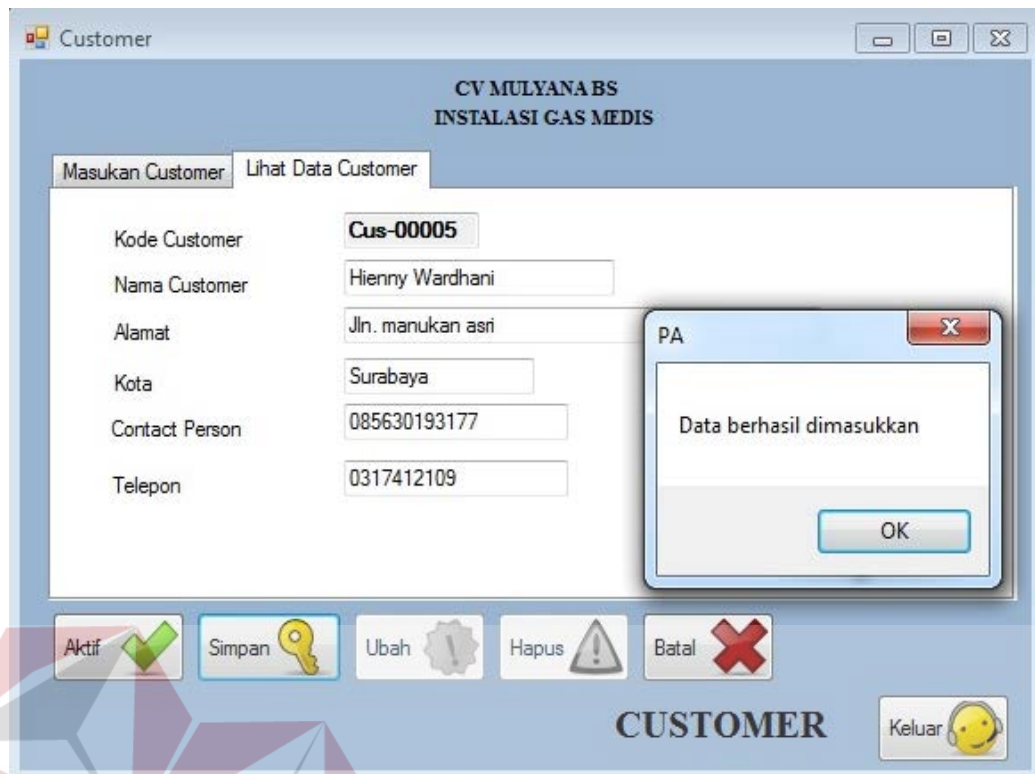 Customer
CV MULYANA BS
INSTALASI GAS MEDIS
Masukan Customer
Lihat Data Customer
Kode Customer
Cus-00005
Nama Customer
Hienny Wardhani
Alamat
Jln. manukan asri
Kota
Surabaya
Contact Person
085630193177
Telepon
0317412109
PA
Data berhasil dimasukkan
OK
Aktif
Simpan
Ubah
Hapus
Batal
CUSTOMER
Keluar